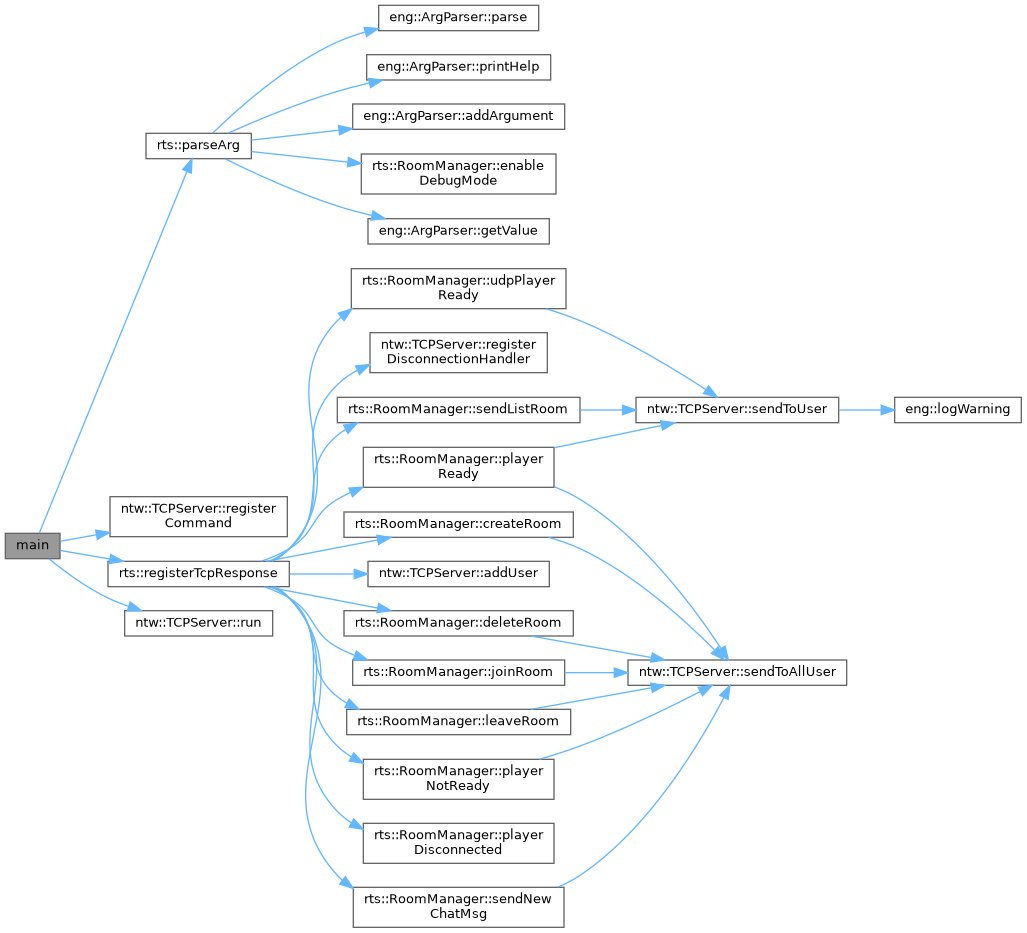 eng::ArgParser::parse
eng::ArgParser::printHelp
eng::ArgParser::addArgument
rts::parseArg
rts::RoomManager::enable
DebugMode
eng::ArgParser::getValue
rts::RoomManager::udpPlayer
Ready
ntw::TCPServer::register
DisconnectionHandler
rts::RoomManager::sendListRoom
ntw::TCPServer::sendToUser
eng::logWarning
rts::RoomManager::player
Ready
ntw::TCPServer::register
Command
rts::RoomManager::createRoom
main
rts::registerTcpResponse
ntw::TCPServer::addUser
ntw::TCPServer::run
rts::RoomManager::deleteRoom
rts::RoomManager::joinRoom
ntw::TCPServer::sendToAllUser
rts::RoomManager::leaveRoom
rts::RoomManager::player
NotReady
rts::RoomManager::player
Disconnected
rts::RoomManager::sendNew
ChatMsg